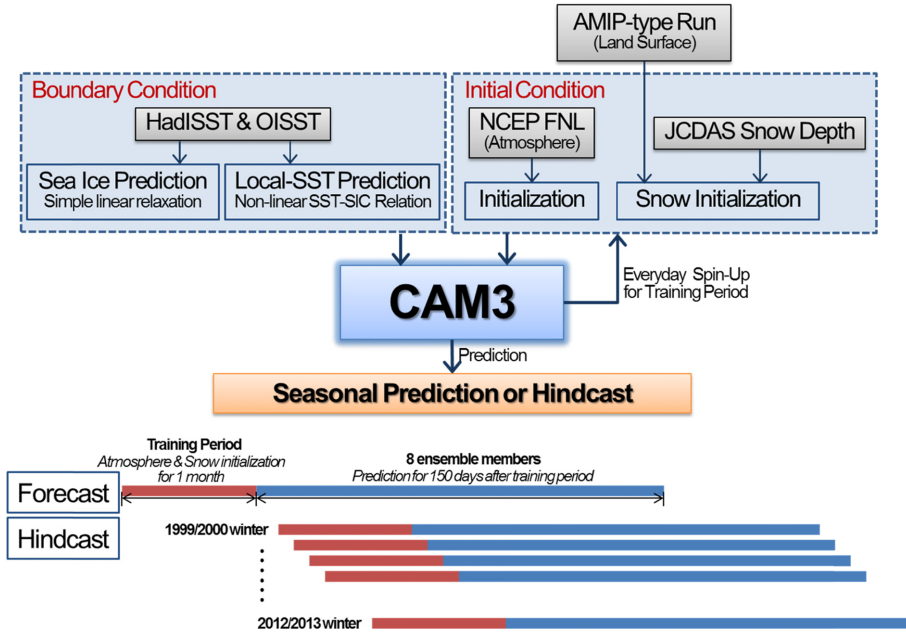 AMIP-type Run
(Land Surface)
Boundary Condition
HadISST & OISST
Sea Ice Prediction
Simple linear relaxation
Local-SST Prediction
Non-linear SST-SIC Relation
Initial Condition
NCEP FNL
(Atmosphere)
JCDAS Snow Depth
Initialization
Snow Initialization
CAM3
Everyday Spin-Up
for Training Period
Prediction
Seasonal Prediction or Hindcast
Training Period
Atmosphere & Snow initialization
for 1 month
8 ensemble members
Prediction for 150 days after training period
Forecast
Hindcast
1999/2000 winter
2012/2013 winter